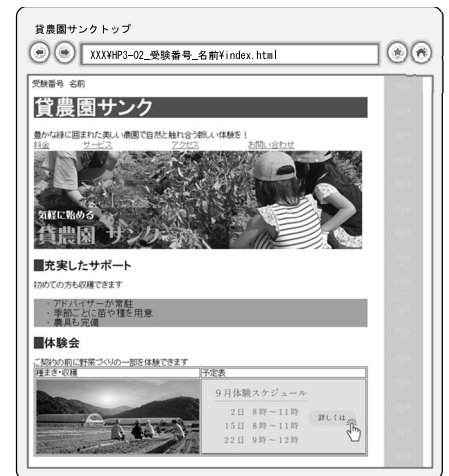 貸農園サンクトップ
XXX¥HP3-02_受験番号_名前¥index.html
受験番号 名前
貸農園サンク
豊かな緑に囲まれた美しい農園で自然と触れ合う新しい体験を！
料金 サービス アクセス お問い合わせ
気軽に始める
貸農園 サンク
■充実したサポート
初めての方も収穫できます
・アドバイザーが常駐
・季節ごとに苗や種を用意
・農具も完備
■体験会
ご契約の前に野菜づくりの一部を体験できます
種まき・収穫 予定表
9月体験スケジュール
2日 8時～11時
詳しくは
15日 8時～11時
22日 9時～12時